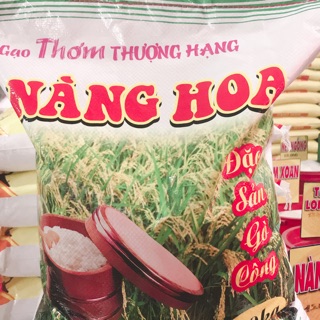 Gạo Thơm THƯỢNG HẠNG
NÀNG HOA
Đặc
Sản
Gò
Công